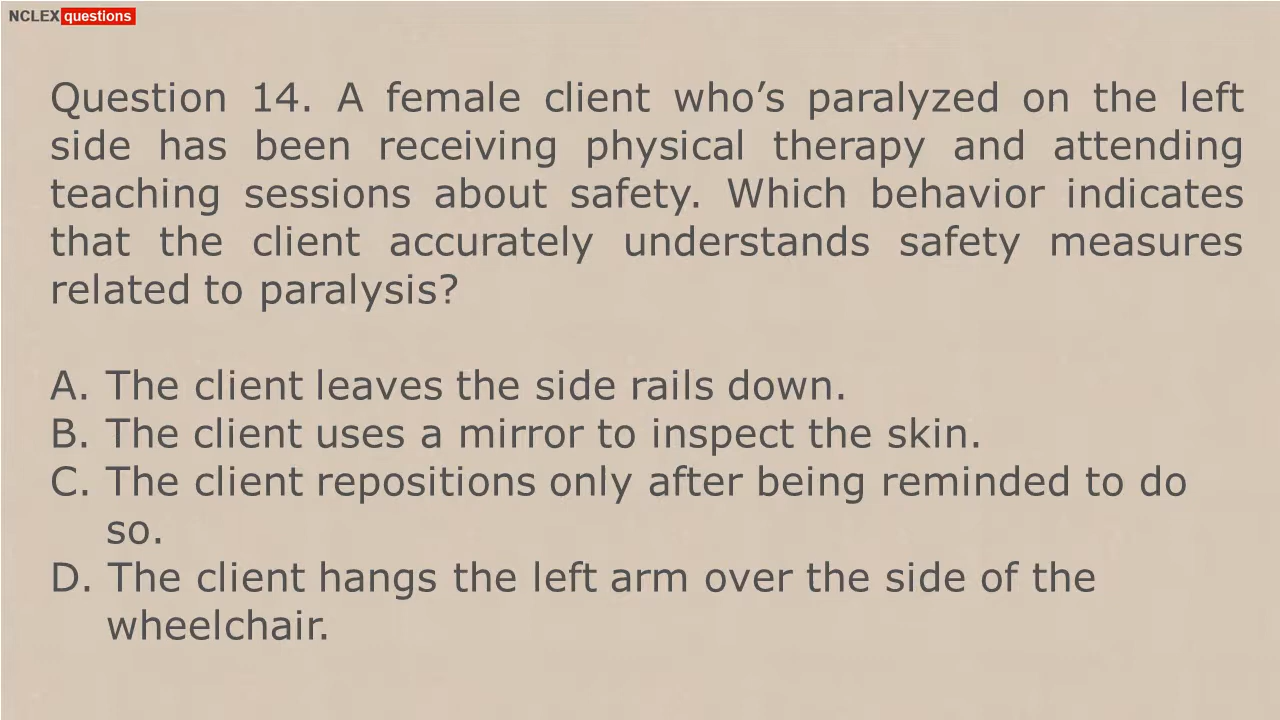 NCLEX questions
Question 14. A female client who’s paralyzed on the left
side has been receiving physical therapy and attending
teaching sessions about safety. Which behavior indicates
that the client accurately understands safety measures
related to paralysis?
A. The client leaves the side rails down.
B. The client uses a mirror to inspect the skin.
C. The client repositions only after being reminded to do
so.
D. The client hangs the left arm over the side of the
wheelchair.